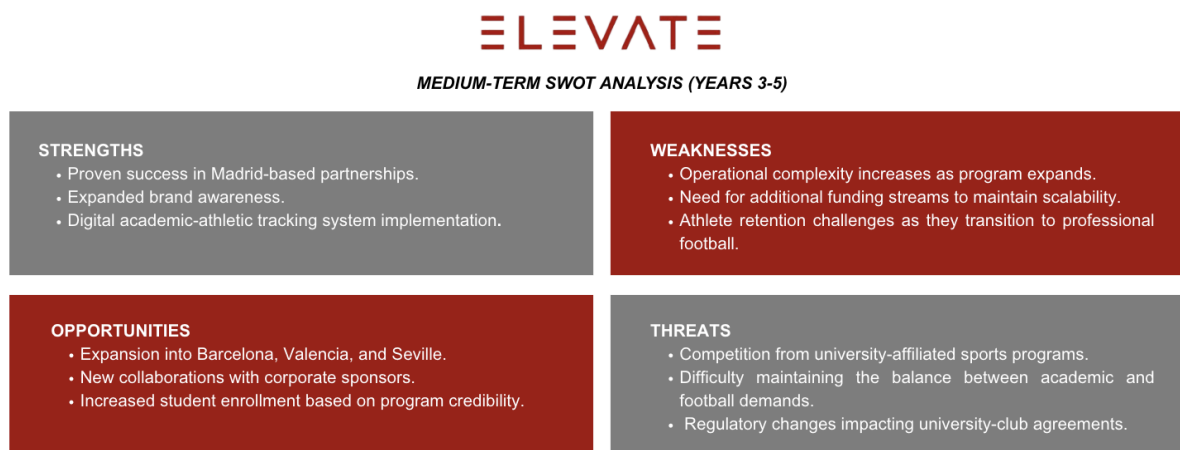 ELEVATE
MEDIUM-TERM SWOT ANALYSIS (YEARS 3-5)
STRENGTHS
• Proven success in Madrid-based partnerships.
• Expanded brand awareness.
• Digital academic-athletic tracking system implementation.
WEAKNESSES
• Operational complexity increases as program expands.
• Need for additional funding streams to maintain scalability.
• Athlete retention challenges as they transition to professional
football.
OPPORTUNITIES
• Expansion into Barcelona, Valencia, and Seville.
• New collaborations with corporate sponsors.
• Increased student enrollment based on program credibility.
THREATS
• Competition from university-affiliated sports programs.
• Difficulty maintaining the balance between academic and
football demands.
• Regulatory changes impacting university-club agreements.